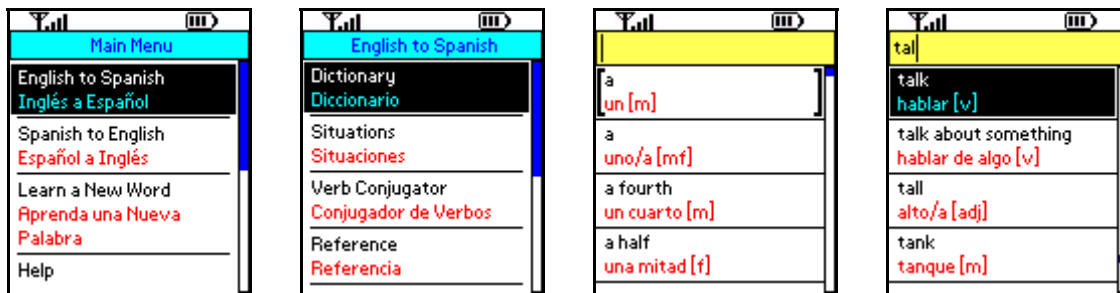 Main Menu
English to Spanish
Inglés a Español
Spanish to English
Español a Inglés
Learn a New Word
Aprenda una Nueva
Palabra
Help
English to Spanish
Dictionary
Diccionario
Situations
Situaciones
Verb Conjugator
Conjugador de Verbos
Reference
Referencia
a
un [m]
a
uno/a [mf]
a fourth
un cuarto [m]
a half
una mitad [f]
tal
talk
hablar [v]
talk about something
hablar de algo [v]
tall
alto/a [adj]
tank
tanque [m]